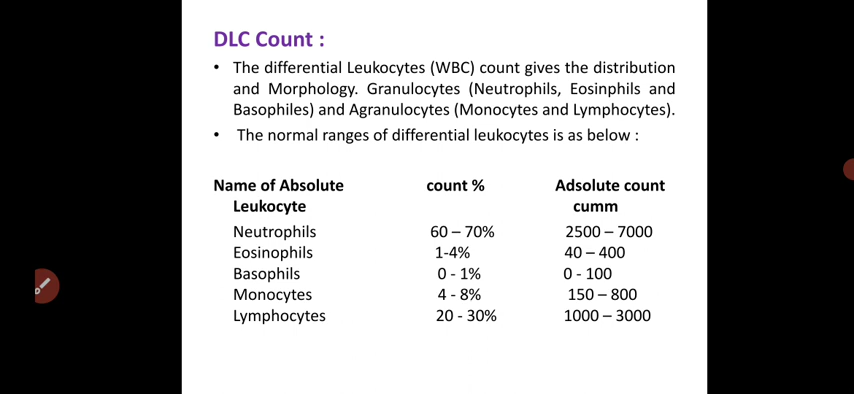 DLC Count :
• The differential Leukocytes (WBC) count gives the distribution
and Morphology. Granulocytes (Neutrophils, Eosinphils and
Basophiles) and Agranulocytes (Monocytes and Lymphocytes).
• The normal ranges of differential leukocytes is as below :
Name of Absolute count % Adsolute count
Leukocyte cumm
Neutrophils 60 – 70% 2500 – 7000
Eosinophils 1-4% 40 – 400
Basophils 0 - 1% 0 - 100
Monocytes 4 - 8% 150 – 800
Lymphocytes 20 - 30% 1000 – 3000